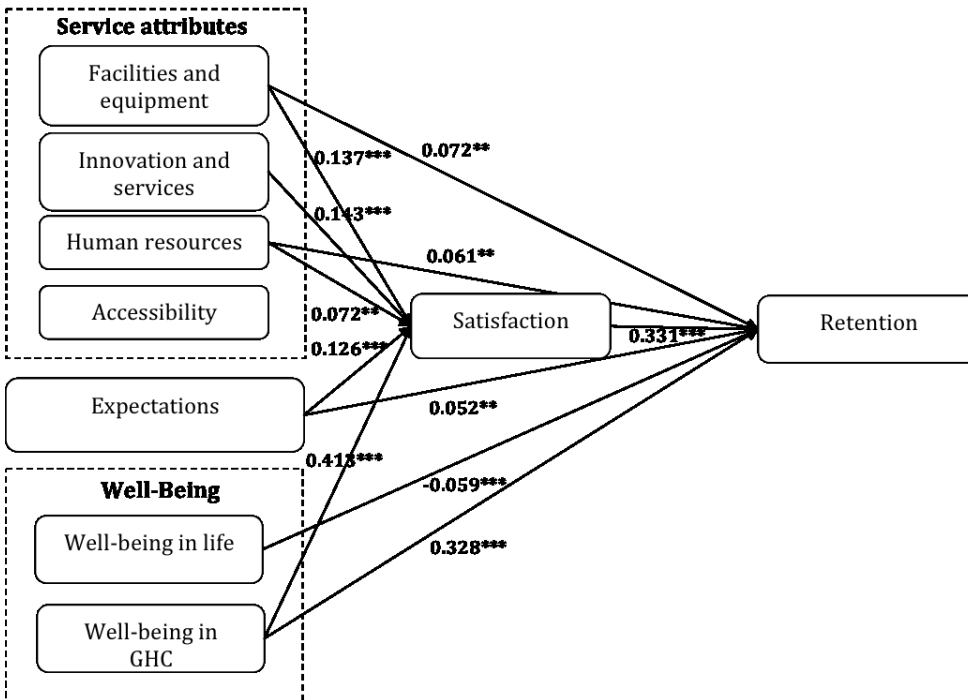 Service attributes
Facilities and
equipment
0.137***
0.072**
Innovation and
services
0.143***
Human resources
0.061**
Accessibility
0.072**
Satisfaction
0.331***
Retention
0.126***
Expectations
0.052**
0.413***
Well-Being
-0.059***
Well-being in life
0.328***
Well-being in
GHC